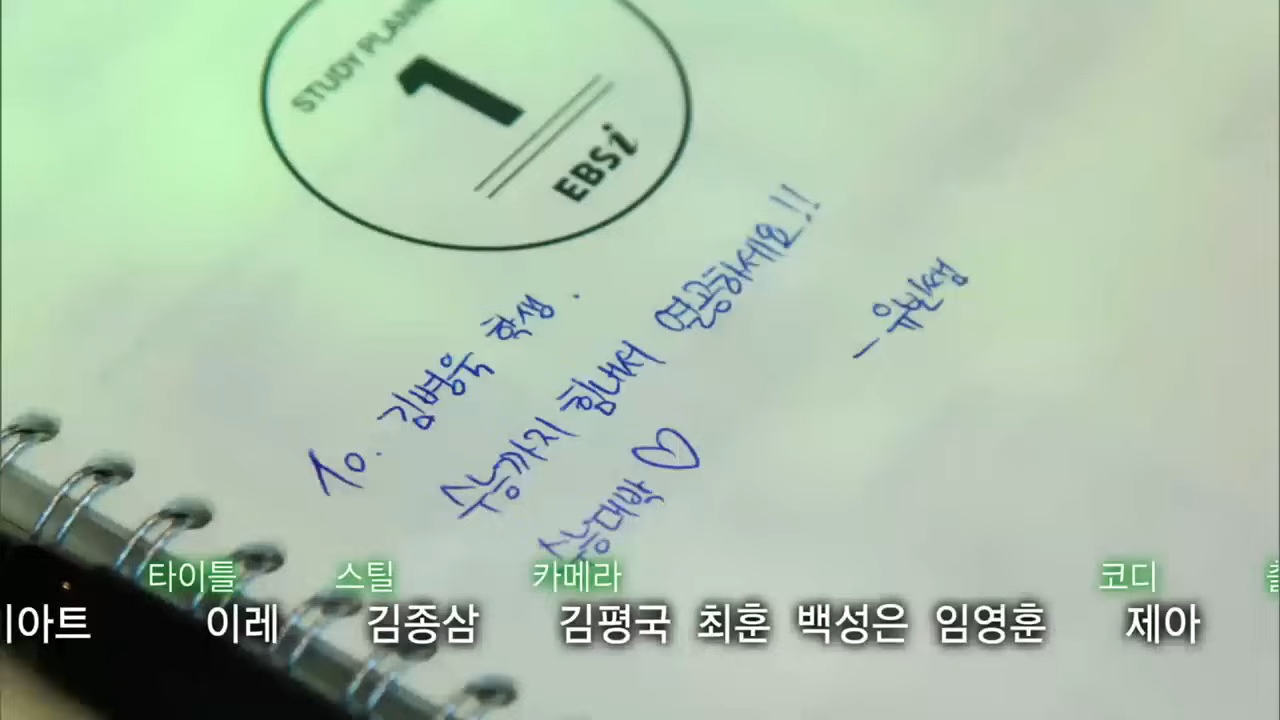 STUDY PLANN
1
EBSi
To. 김병욱 학생.
수능까지 힘내서 열공하세요!!
수능대박♡
- 유빈쌤
타이틀 스틸 카메라 코디
이아트 이레 김종삼 김평국 최훈 백성은 임영훈 제아